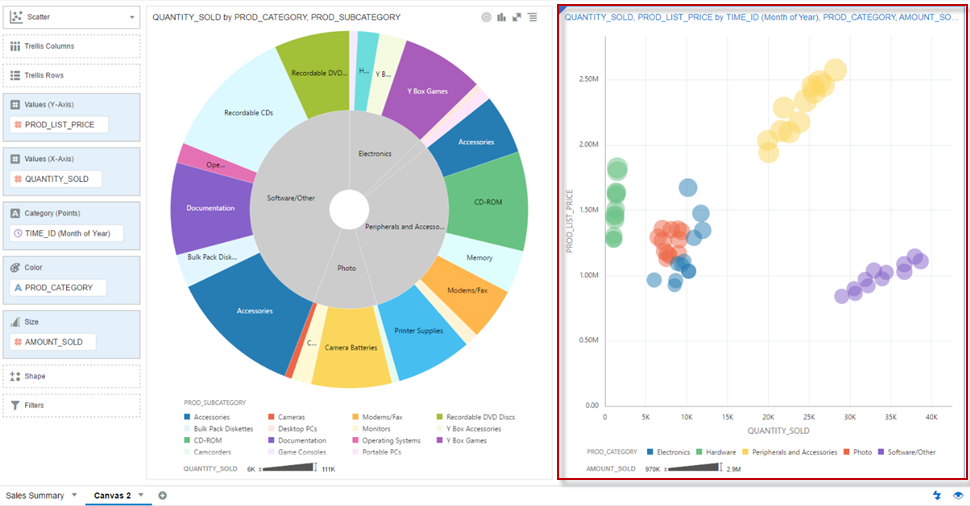 Scatter
Trellis Columns
Trellis Rows
Values (Y-Axis)
PROD_LIST_PRICE
Values (X-Axis)
QUANTITY_SOLD
Category (Points)
TIME_ID (Month of Year)
Color
PROD_CATEGORY
Size
AMOUNT_SOLD
Shape
Filters
QUANTITY_SOLD by PROD_CATEGORY, PROD_SUBCATEGORY
Recordable DVD...
H...
Y B...
Y Box Games
Recordable CDs
Accessories
Electronics
Ope...
Software/Other
Documentation
CD-ROM
Peripherals and Accesso...
Bulk Pack Disk...
Memory
Photo
Modems/Fax
Accessories
Printer Supplies
C...
Camera Batteries
PROD_SUBCATEGORY
Accessories Cameras Modems/Fax Recordable DVD Discs
Bulk Pack Diskettes Desktop PCs Monitors Y Box Accessories
CD-ROM Documentation Operating Systems Y Box Games
Camcorders Game Consoles Portable PCs
QUANTITY_SOLD 6K 111K
QUANTITY_SOLD, PROD_LIST_PRICE by TIME_ID (Month of Year), PROD_CATEGORY, AMOUNT_SO...
PROD_LIST_PRICE
2.50M
2.00M
1.50M
1.00M
0.50M
0.00
0 5K 10K 15K 20K 25K 30K 35K 40K
QUANTITY_SOLD
PROD_CATEGORY Electronics Hardware Peripherals and Accessories Photo Software/Other
AMOUNT_SOLD 970K 2.9M
Sales Summary Canvas 2